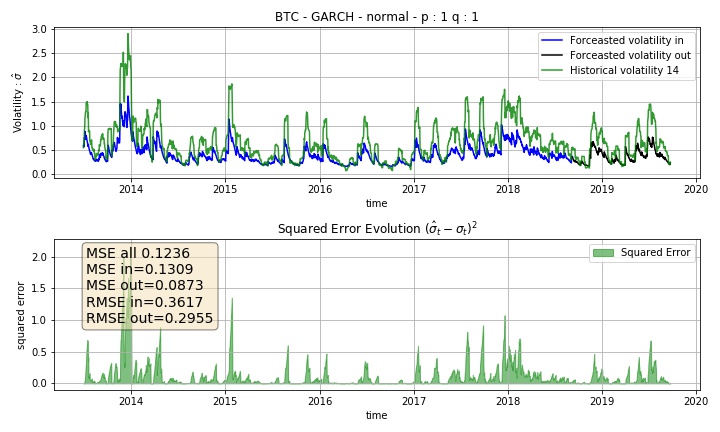 BTC - GARCH - normal - p : 1 q : 1
3.0
2.5
2.0
1.5
1.0
0.5
0.0
Volatility : σ̂
Forceasted volatility in
Forceasted volatility out
Historical volatility 14
2014 2015 2016 2017 2018 2019 2020
time
Squared Error Evolution (σ̂ₜ − σₜ)²
2.0
1.5
1.0
0.5
0.0
squared error
MSE all 0.1236
MSE in=0.1309
MSE out=0.0873
RMSE in=0.3617
RMSE out=0.2955
Squared Error
2014 2015 2016 2017 2018 2019 2020
time